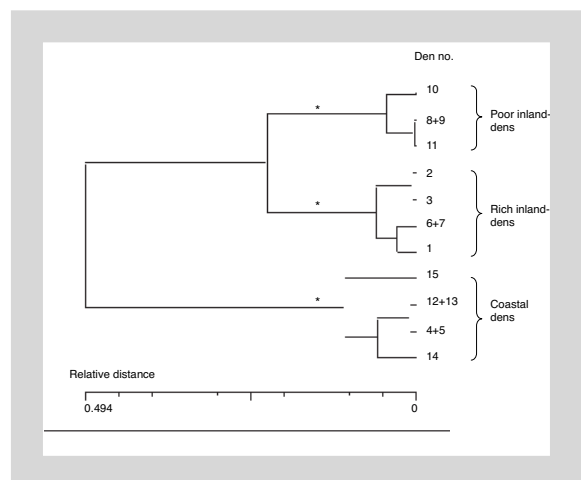 Den no.
10
8+9
11
Poor inland-
dens
2
3
6+7
1
Rich inland-
dens
15
12+13
4+5
14
Coastal
dens
*
*
*
Relative distance
0.494
0